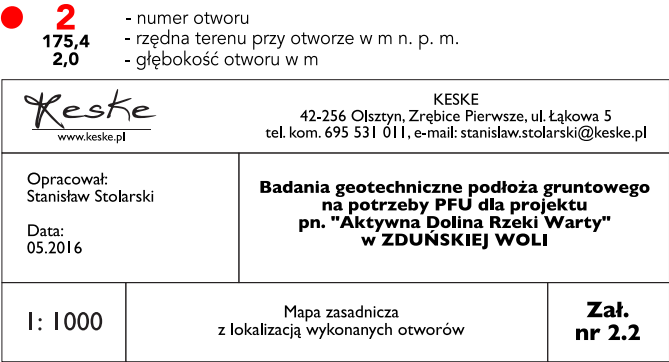 2 - numer otworu
175,4 - rzędna terenu przy otworze w m n. p. m.
2,0 - głębokość otworu w m
Keske
www.keske.pl
KESKE
42-256 Olsztyn, Zrębice Pierwsze, ul. Łąkowa 5
tel. kom. 695 531 011, e-mail: stanislaw.stolarski@keske.pl
Opracował:
Stanisław Stolarski
Data:
05.2016
Badania geotechniczne podłoża gruntowego
na potrzeby PFU dla projektu
pn. "Aktywna Dolina Rzeki Warty"
w ZDUŃSKIEJ WOLI
1: 1000
Mapa zasadnicza
z lokalizacją wykonanych otworów
Zał.
nr 2.2